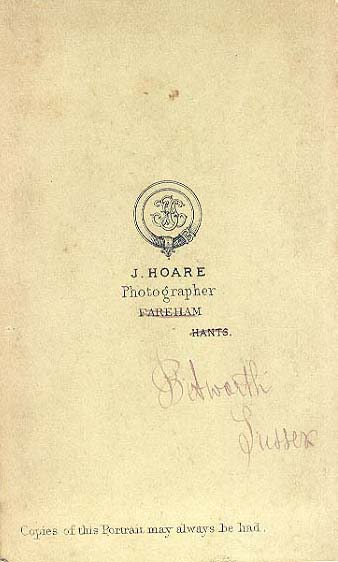 J. HOARE
Photographer
FAREHAM
HANTS.
Petworth
Sussex
Copies of this Portrait may always be had.